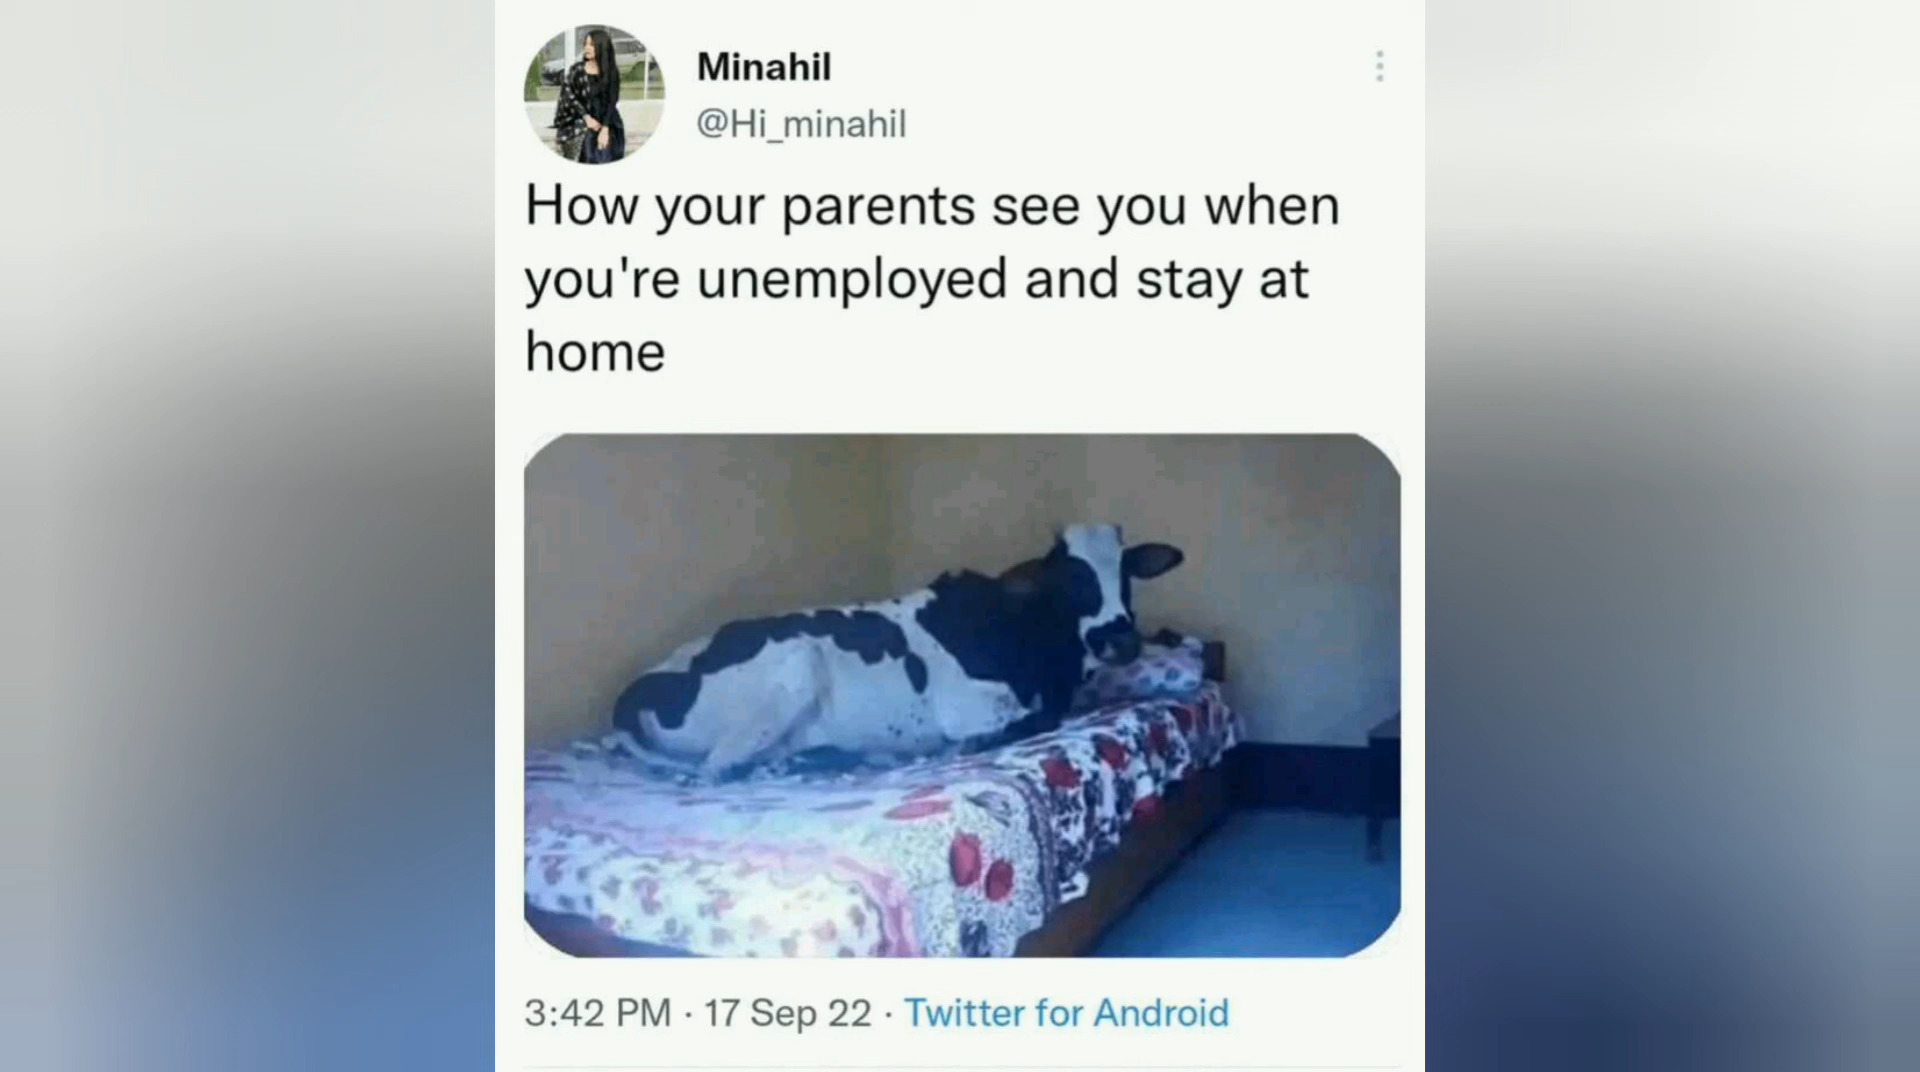 Minahil
@Hi_minahil
How your parents see you when
you're unemployed and stay at
home
3:42 PM · 17 Sep 22 · Twitter for Android